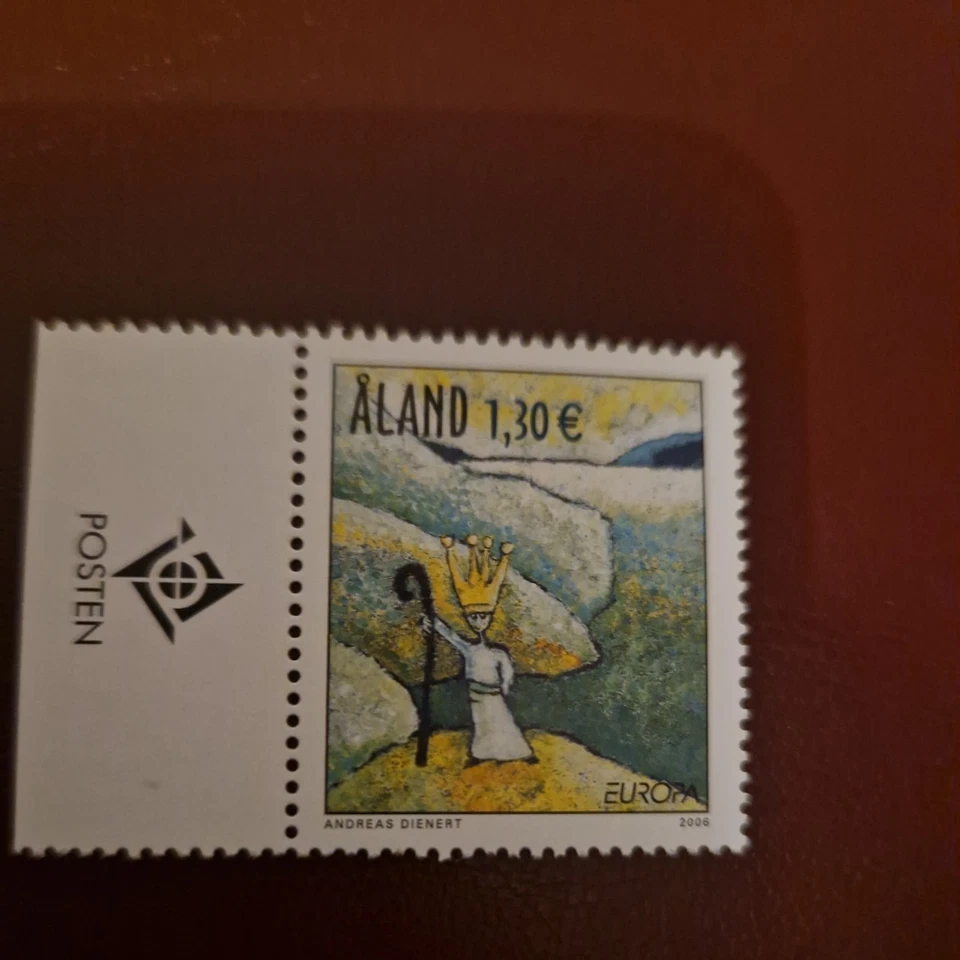 POSTEN
ÅLAND 1,30 €
EUROPA
ANDREAS DIENERT 2006